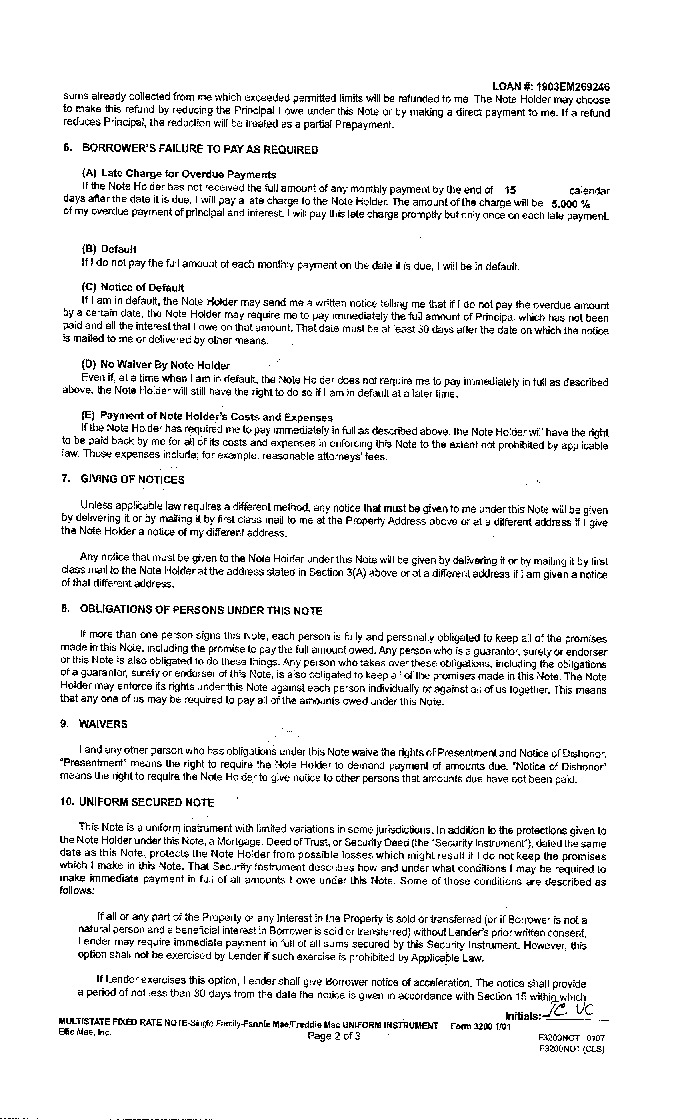 LOAN #: 1903EM269246
sums already collected from me which exceeded permitted limits will be refunded to me. The Note Holder may choose
to make this refund by reducing the Principal I owe under this Note or by making a direct payment to me. If a refund
reduces Principal, the reduction will be treated as a partial Prepayment.
6. BORROWER'S FAILURE TO PAY AS REQUIRED
(A) Late Charge for Overdue Payments
If the Note Holder has not received the full amount of any monthly payment by the end of 15 calendar
days after the date it is due, I will pay a late charge to the Note Holder. The amount of the charge will be 5.000 %
of my overdue payment of principal and interest. I will pay this late charge promptly but only once on each late payment.
(B) Default
If I do not pay the full amount of each monthly payment on the date it is due, I will be in default.
(C) Notice of Default
If I am in default, the Note Holder may send me a written notice telling me that if I do not pay the overdue amount
by a certain date, the Note Holder may require me to pay immediately the full amount of Principal which has not been
paid and all the interest that I owe on that amount. That date must be at least 30 days after the date on which the notice
is mailed to me or delivered by other means.
(D) No Waiver By Note Holder
Even if, at a time when I am in default, the Note Holder does not require me to pay immediately in full as described
above, the Note Holder will still have the right to do so if I am in default at a later time.
(E) Payment of Note Holder's Costs and Expenses
If the Note Holder has required me to pay immediately in full as described above, the Note Holder will have the right
to be paid back by me for all of its costs and expenses in enforcing this Note to the extent not prohibited by applicable
law. Those expenses include, for example, reasonable attorneys' fees.
7. GIVING OF NOTICES
Unless applicable law requires a different method, any notice that must be given to me under this Note will be given
by delivering it or by mailing it by first class mail to me at the Property Address above or at a different address if I give
the Note Holder a notice of my different address.
Any notice that must be given to the Note Holder under this Note will be given by delivering it or by mailing it by first
class mail to the Note Holder at the address stated in Section 3(A) above or at a different address if I am given a notice
of that different address.
8. OBLIGATIONS OF PERSONS UNDER THIS NOTE
If more than one person signs this Note, each person is fully and personally obligated to keep all of the promises
made in this Note, including the promise to pay the full amount owed. Any person who is a guarantor, surety or endorser
of this Note is also obligated to do these things. Any person who takes over these obligations, including the obligations
of a guarantor, surety or endorser of this Note, is also obligated to keep all of the promises made in this Note. The Note
Holder may enforce its rights under this Note against each person individually or against all of us together. This means
that any one of us may be required to pay all of the amounts owed under this Note.
9. WAIVERS
I and any other person who has obligations under this Note waive the rights of Presentment and Notice of Dishonor.
"Presentment" means the right to require the Note Holder to demand payment of amounts due. "Notice of Dishonor"
means the right to require the Note Holder to give notice to other persons that amounts due have not been paid.
10. UNIFORM SECURED NOTE
This Note is a uniform instrument with limited variations in some jurisdictions. In addition to the protections given to
the Note Holder under this Note, a Mortgage, Deed of Trust, or Security Deed (the "Security Instrument"), dated the same
date as this Note, protects the Note Holder from possible losses which might result if I do not keep the promises
which I make in this Note. That Security Instrument describes how and under what conditions I may be required to
make immediate payment in full of all amounts I owe under this Note. Some of those conditions are described as
follows:
If all or any part of the Property or any Interest in the Property is sold or transferred (or if Borrower is not a
natural person and a beneficial interest in Borrower is sold or transferred) without Lender's prior written consent,
Lender may require immediate payment in full of all sums secured by this Security Instrument. However, this
option shall not be exercised by Lender if such exercise is prohibited by Applicable Law.
If Lender exercises this option, Lender shall give Borrower notice of acceleration. The notice shall provide
a period of not less than 30 days from the date the notice is given in accordance with Section 15 within which
Initials: VC
MULTISTATE FIXED RATE NOTE-Single Family-Fannie Mae/Freddie Mac UNIFORM INSTRUMENT Form 3200 1/01
Ellie Mae, Inc. Page 2 of 3 F3200NOT 0107
F3200NOT (CLS)